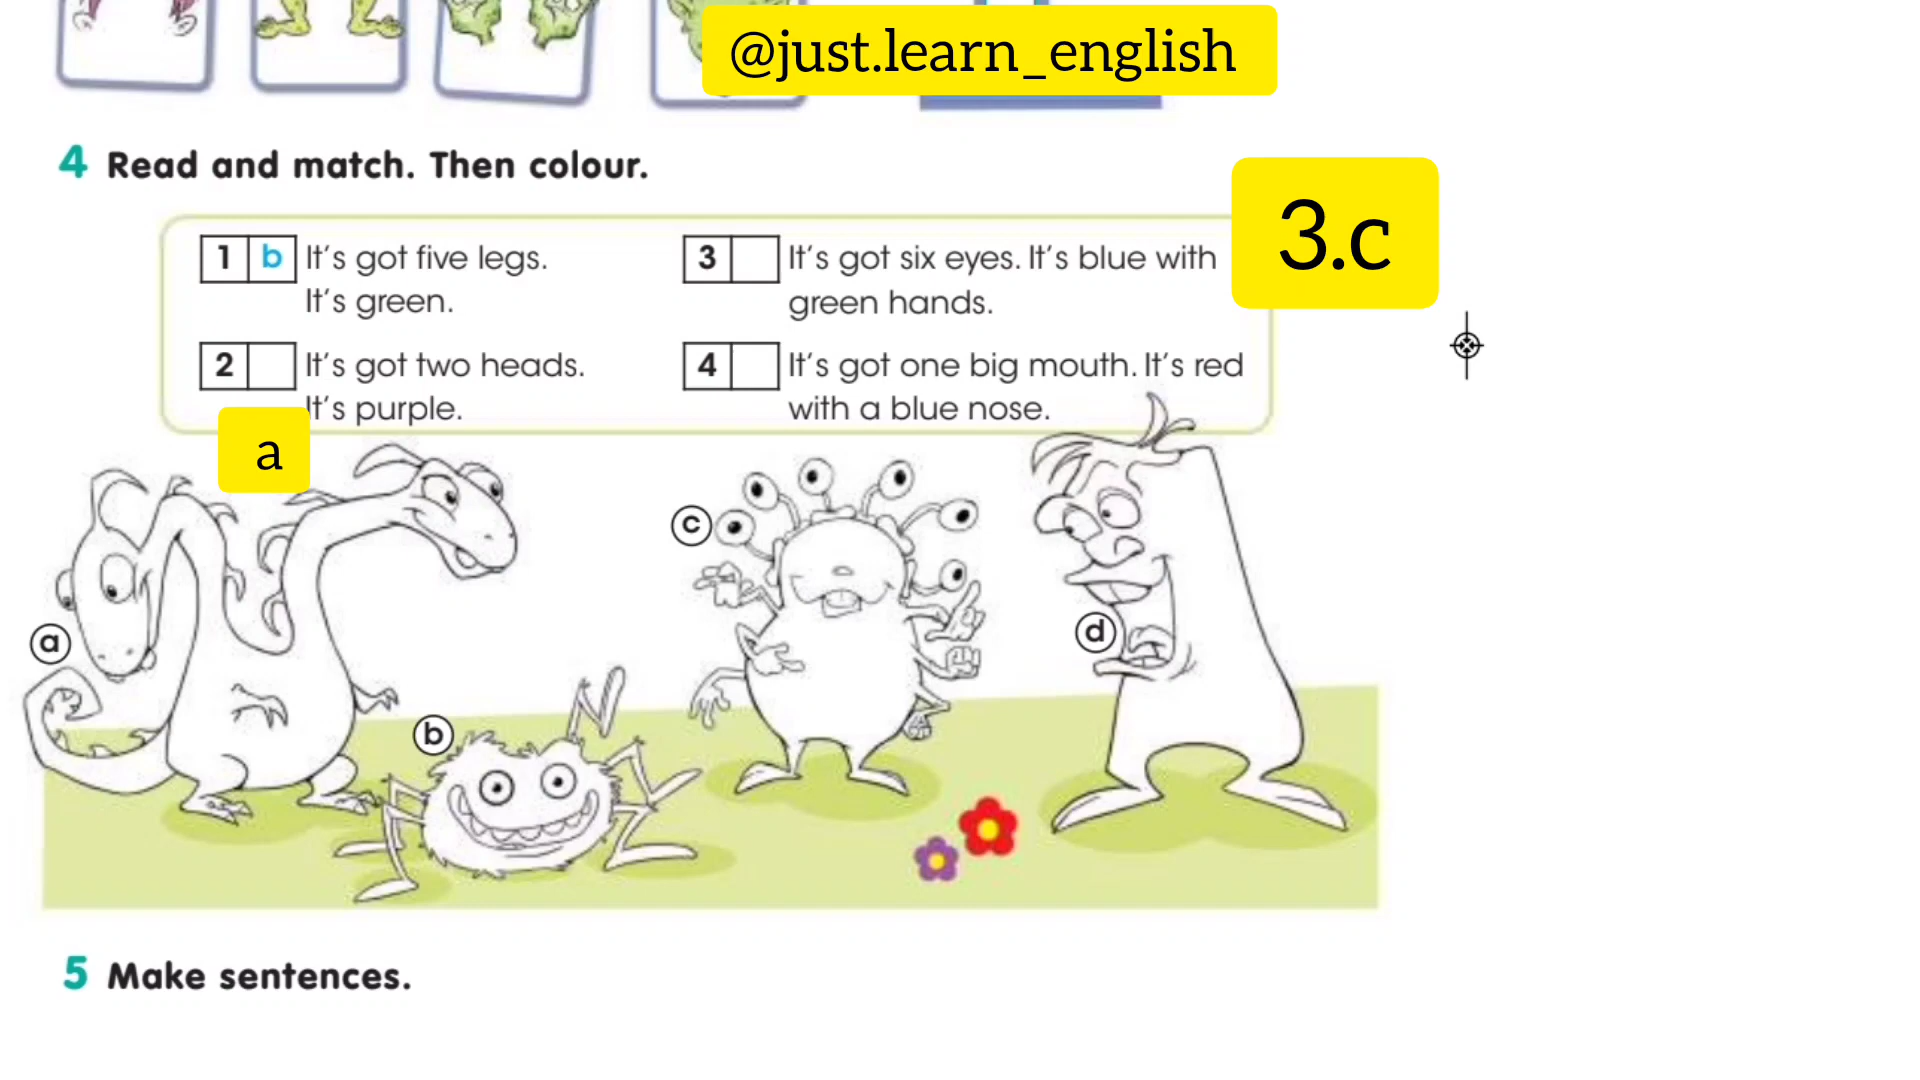 @just.learn_english
4 Read and match. Then colour.
3.c
1 b It's got five legs.
It's green.
3 It's got six eyes. It's blue with
green hands.
2 It's got two heads.
It's purple.
4 It's got one big mouth. It's red
with a blue nose.
a
c
a
d
b
5 Make sentences.